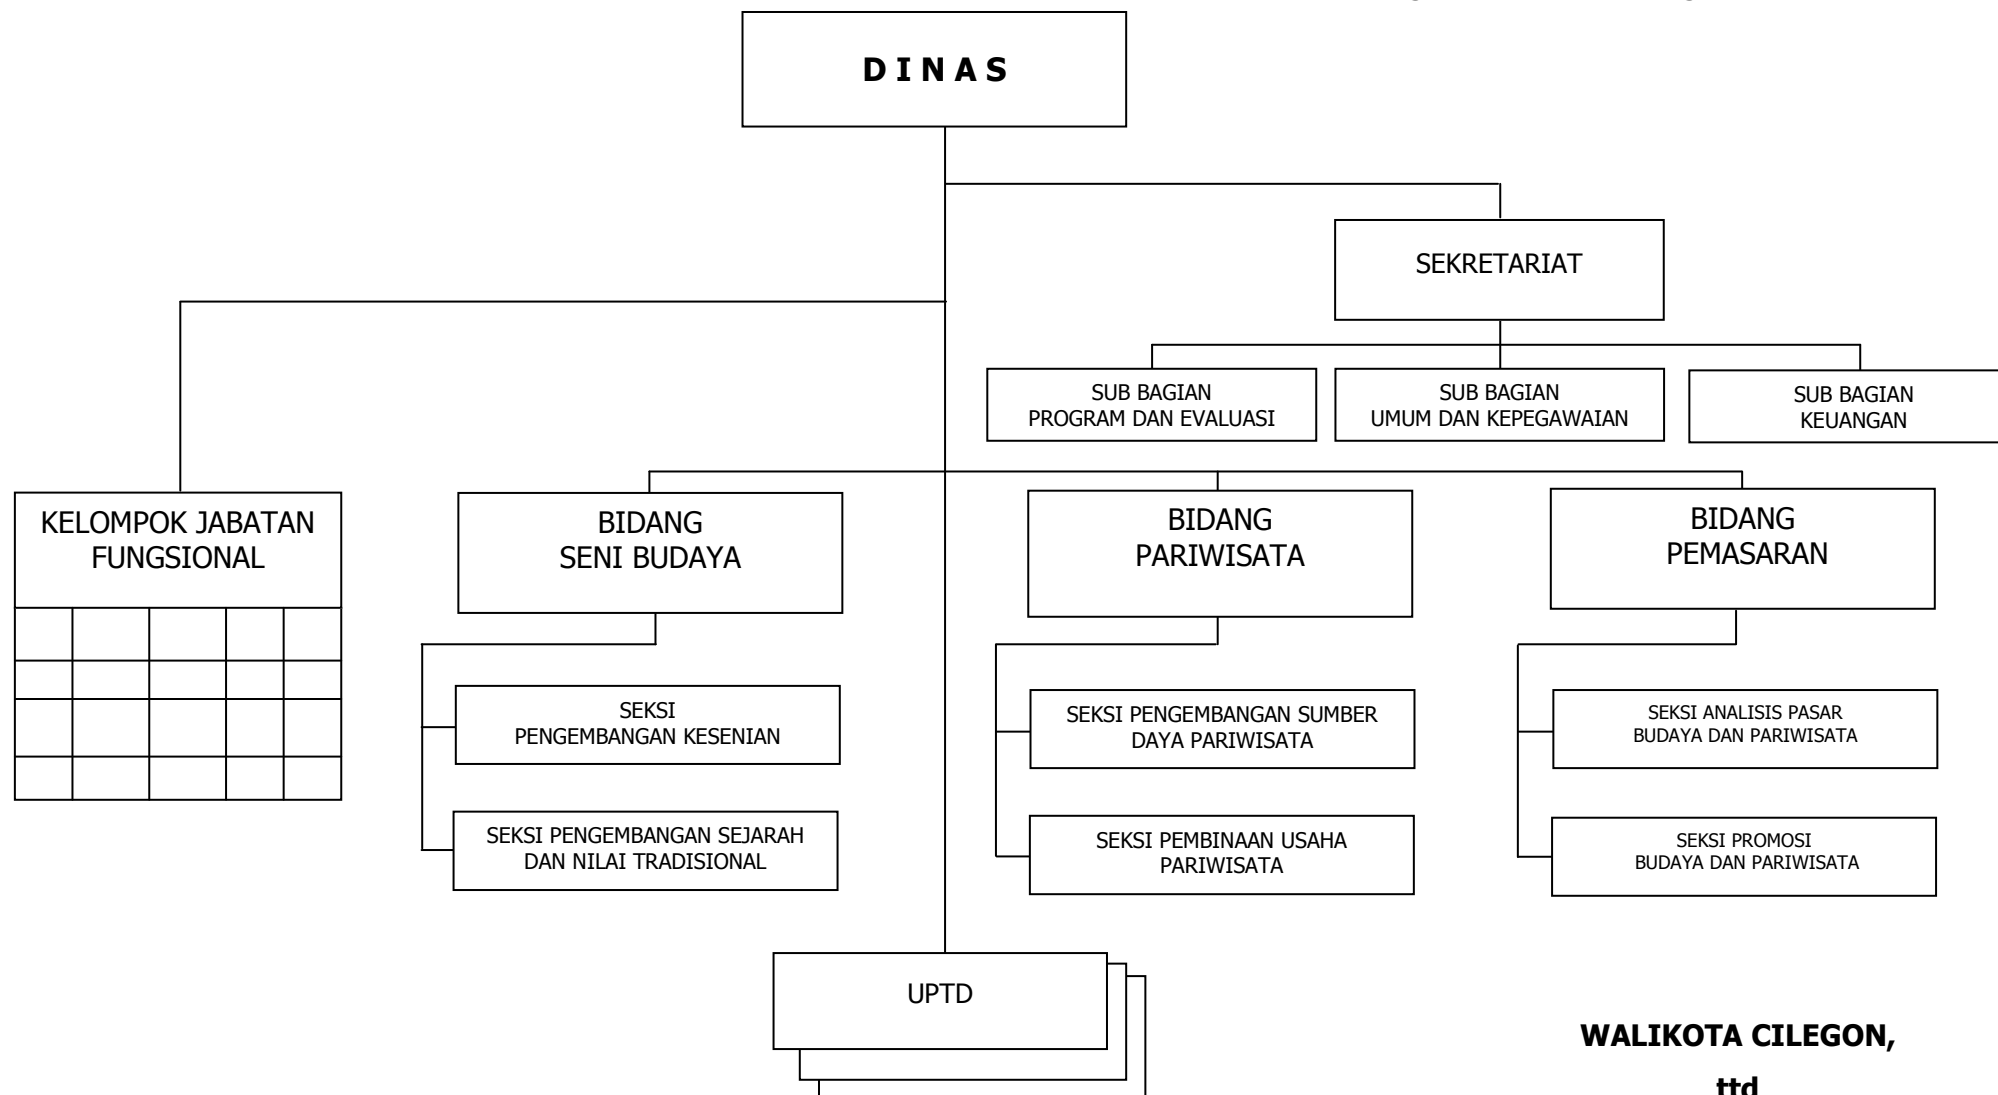 D I N A S
SEKRETARIAT
SUB BAGIAN
PROGRAM DAN EVALUASI
SUB BAGIAN
UMUM DAN KEPEGAWAIAN
SUB BAGIAN
KEUANGAN
KELOMPOK JABATAN
FUNGSIONAL
BIDANG
SENI BUDAYA
BIDANG
PARIWISATA
BIDANG
PEMASARAN
SEKSI
PENGEMBANGAN KESENIAN
SEKSI PENGEMBANGAN SUMBER
DAYA PARIWISATA
SEKSI ANALISIS PASAR
BUDAYA DAN PARIWISATA
SEKSI PENGEMBANGAN SEJARAH
DAN NILAI TRADISIONAL
SEKSI PEMBINAAN USAHA
PARIWISATA
SEKSI PROMOSI
BUDAYA DAN PARIWISATA
UPTD
WALIKOTA CILEGON,
ttd